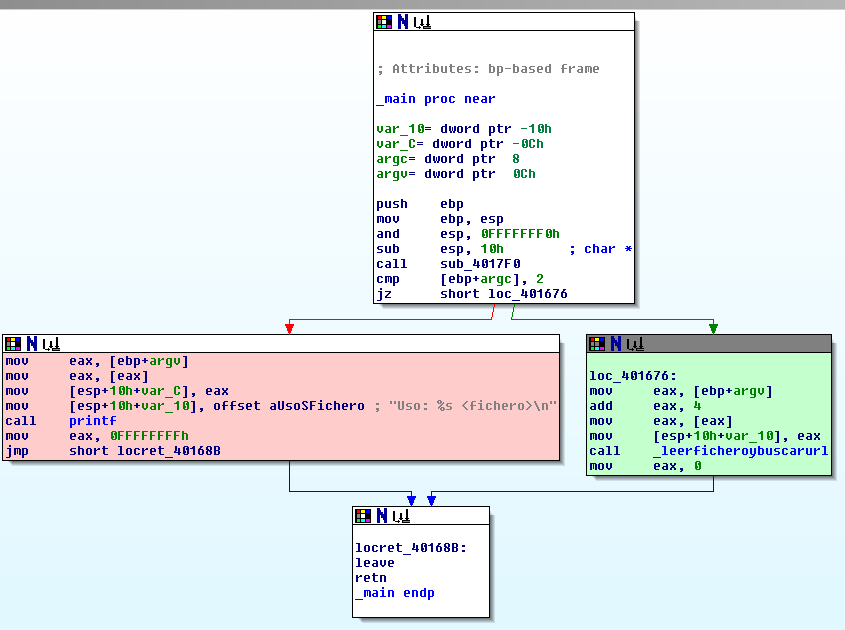 ; Attributes: bp-based frame
_main proc near
var_10= dword ptr -10h
var_C= dword ptr -0Ch
argc= dword ptr  8
argv= dword ptr  0Ch
push    ebp
mov     ebp, esp
and     esp, 0FFFFFFF0h
sub     esp, 10h        ; char *
call    sub_4017F0
cmp     [ebp+argc], 2
jz      short loc_401676
mov     eax, [ebp+argv]
mov     eax, [eax]
mov     [esp+10h+var_C], eax
mov     [esp+10h+var_10], offset aUsoSFichero ; "Uso: %s <fichero>\n"
call    printf
mov     eax, 0FFFFFFFFh
jmp     short locret_40168B
loc_401676:
mov     eax, [ebp+argv]
add     eax, 4
mov     eax, [eax]
mov     [esp+10h+var_10], eax
call    _leerficheroybuscarurl
mov     eax, 0
locret_40168B:
leave
retn
_main endp